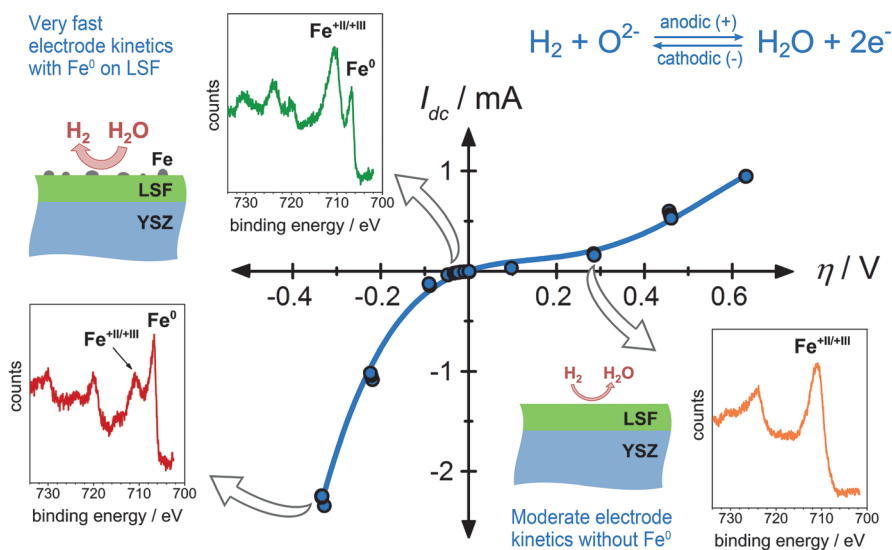 Very fast
electrode kinetics
with Fe⁰ on LSF
H₂ H₂O
Fe
LSF
YSZ
counts
Fe⁺ᴵᴵ/⁺ᴵᴵᴵ
Fe⁰
730 720 710 700
binding energy / eV
anodic (+)
H₂ + O²⁻ H₂O + 2e⁻
cathodic (-)
I_dc / mA
1
-1
-2
-0.4 -0.2 0.2 0.4 0.6
η / V
counts
Fe⁺ᴵᴵ/⁺ᴵᴵᴵ
Fe⁰
730 720 710 700
binding energy / eV
H₂ H₂O
LSF
YSZ
Moderate electrode
kinetics without Fe⁰
counts
Fe⁺ᴵᴵ/⁺ᴵᴵᴵ
730 720 710 700
binding energy / eV